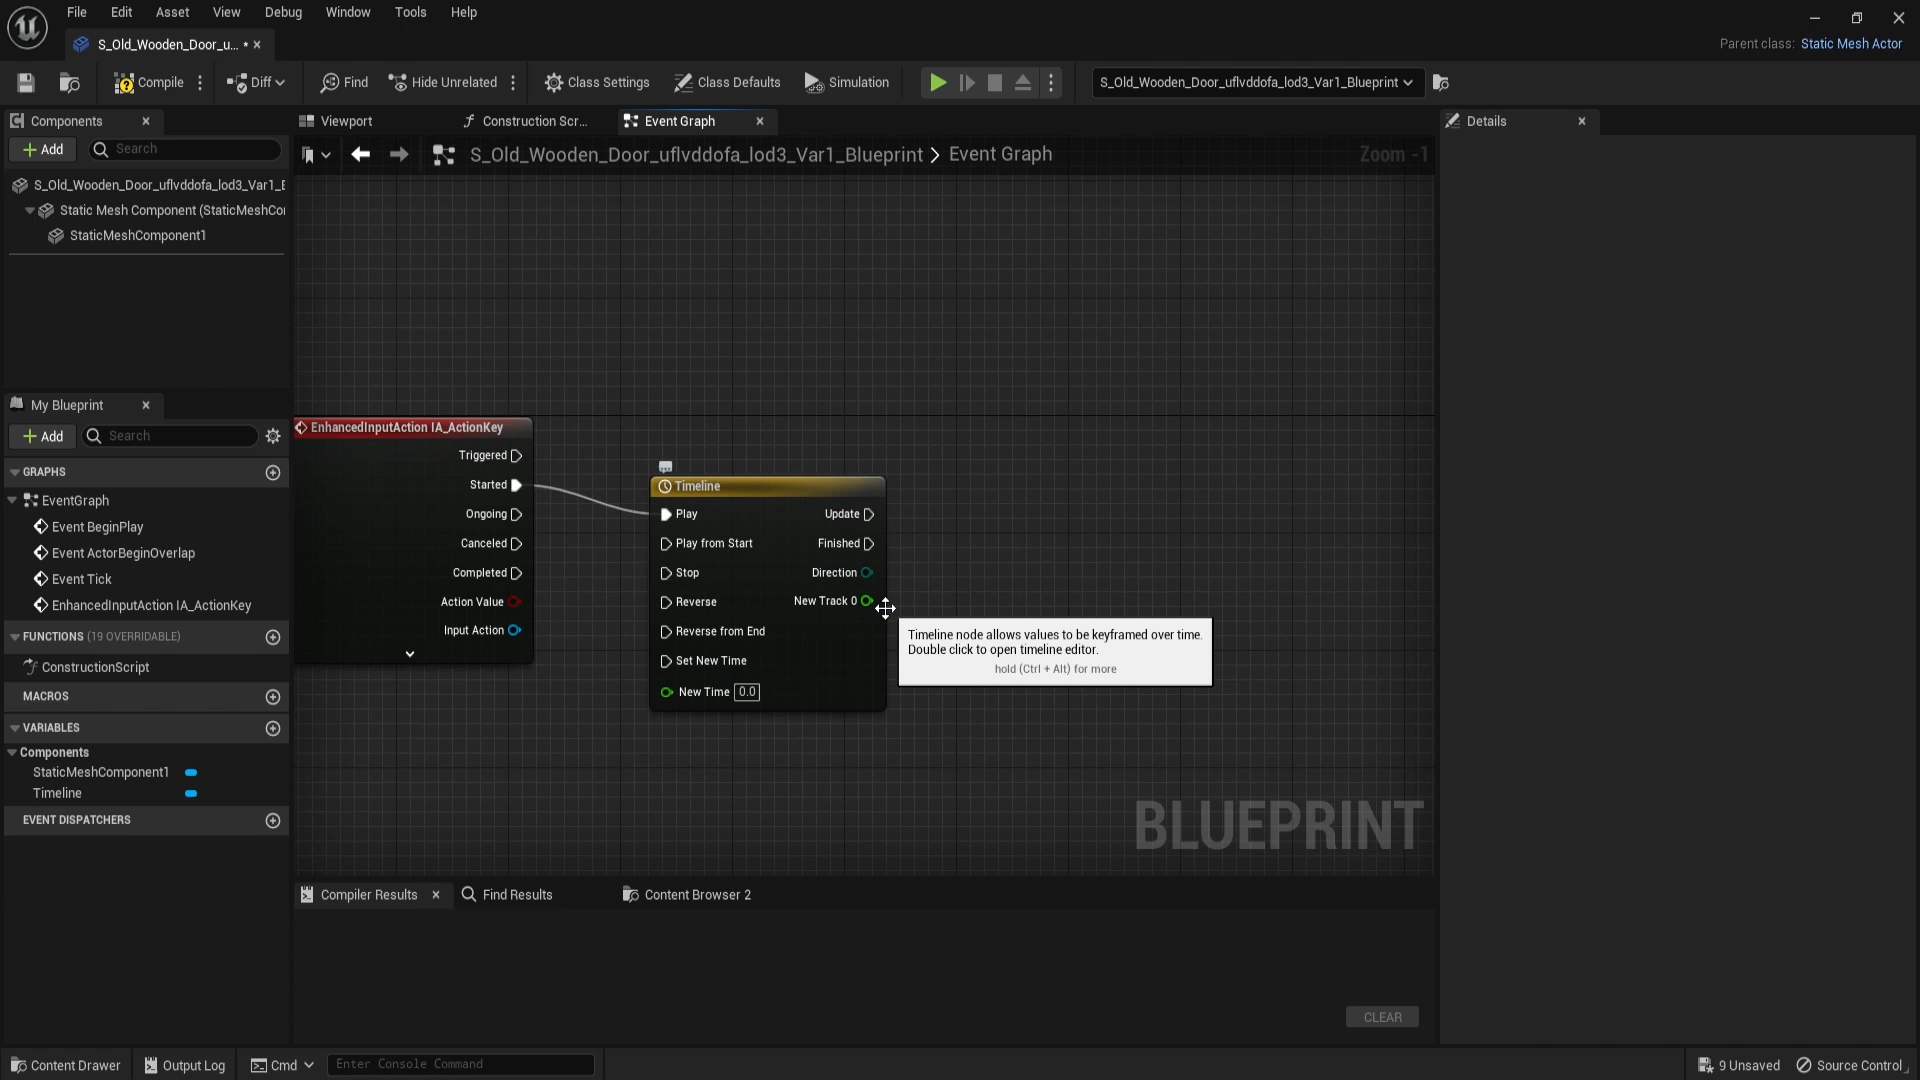 File Edit Asset View Debug Window Tools Help
S_Old_Wooden_Door_u... *
Parent class: Static Mesh Actor
Compile Diff Find Hide Unrelated Class Settings Class Defaults Simulation S_Old_Wooden_Door_uflvddofa_lod3_Var1_Blueprint
Components
Viewport Construction Scr... Event Graph Details
Add Search
S_Old_Wooden_Door_uflvddofa_lod3_Var1_Blueprint > Event Graph Zoom -1
S_Old_Wooden_Door_uflvddofa_lod3_Var1_E
Static Mesh Component (StaticMeshCo
StaticMeshComponent1
My Blueprint
Add Search
GRAPHS
EventGraph
Event BeginPlay
Event ActorBeginOverlap
Event Tick
EnhancedInputAction IA_ActionKey
FUNCTIONS (19 OVERRIDABLE)
ConstructionScript
MACROS
VARIABLES
Components
StaticMeshComponent1
Timeline
EVENT DISPATCHERS
EnhancedInputAction IA_ActionKey
Triggered
Started
Ongoing
Canceled
Completed
Action Value
Input Action
Timeline
Play Update
Play from Start Finished
Stop Direction
Reverse New Track 0
Reverse from End
Set New Time
New Time 0.0
Timeline node allows values to be keyframed over time.
Double click to open timeline editor.
hold (Ctrl + Alt) for more
BLUEPRINT
Compiler Results Find Results Content Browser 2
CLEAR
Content Drawer Output Log Cmd Enter Console Command 9 Unsaved Source Control